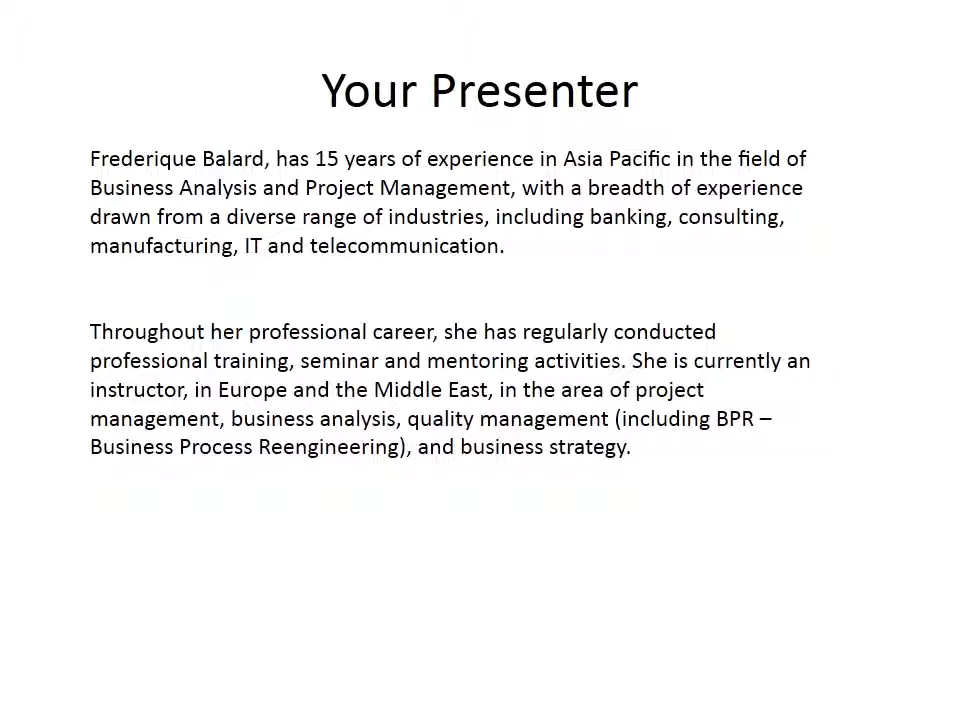 Your Presenter
Frederique Balard, has 15 years of experience in Asia Pacific in the field of
Business Analysis and Project Management, with a breadth of experience
drawn from a diverse range of industries, including banking, consulting,
manufacturing, IT and telecommunication.
Throughout her professional career, she has regularly conducted
professional training, seminar and mentoring activities. She is currently an
instructor, in Europe and the Middle East, in the area of project
management, business analysis, quality management (including BPR –
Business Process Reengineering), and business strategy.